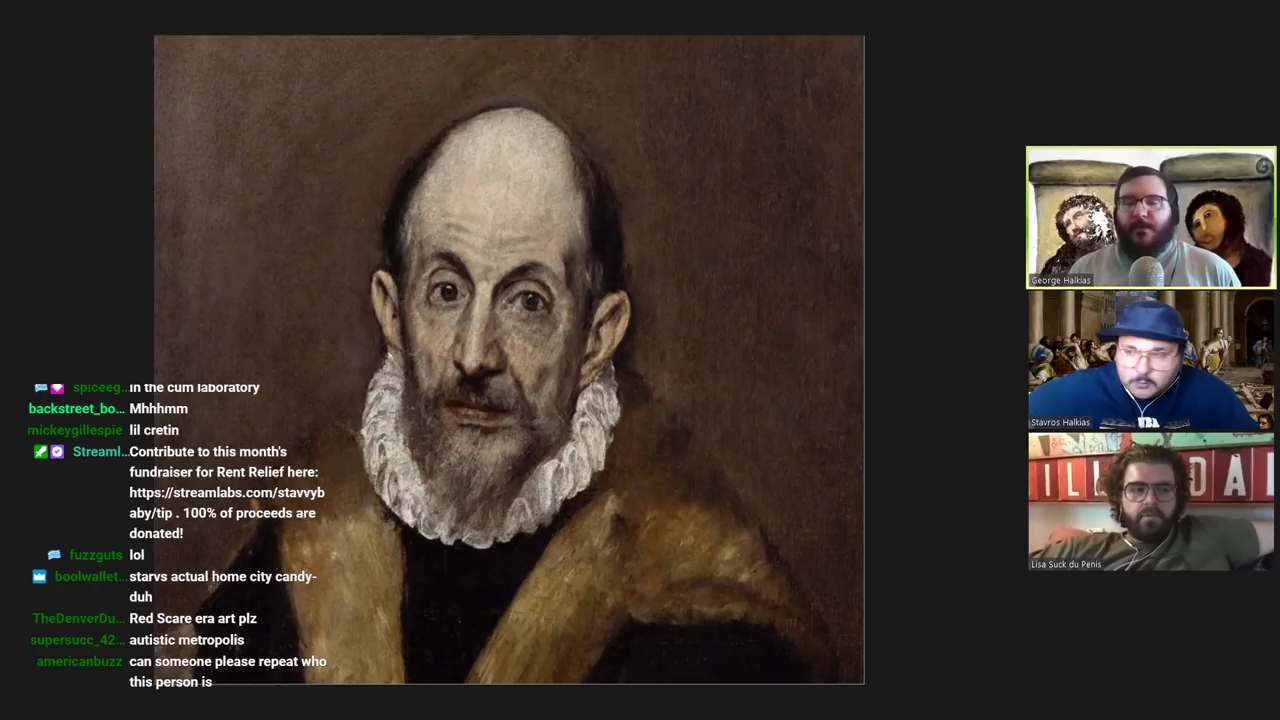 spiceeg... in the cum laboratory
backstreet_bo... Mhhhmm
mickeygillespie lil cretin
Streaml... Contribute to this month's
fundraiser for Rent Relief here:
https://streamlabs.com/stavvyb
aby/tip . 100% of proceeds are
donated!
fuzzguts lol
boolwallet... starvs actual home city candy-
duh
TheDenverDu... Red Scare era art plz
supersucc_42... autistic metropolis
americanbuzz can someone please repeat who
this person is
George Halkias
Stavros Halkias
ILL DA
Lisa Suck du Penis